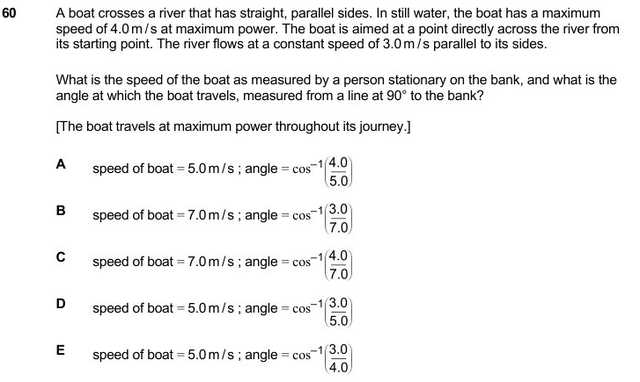 60 A boat crosses a river that has straight, parallel sides. In still water, the boat has a maximum
speed of 4.0 m / s at maximum power. The boat is aimed at a point directly across the river from
its starting point. The river flows at a constant speed of 3.0 m / s parallel to its sides.
What is the speed of the boat as measured by a person stationary on the bank, and what is the
angle at which the boat travels, measured from a line at 90° to the bank?
[The boat travels at maximum power throughout its journey.]
A speed of boat = 5.0 m / s ; angle = cos⁻¹(4.0/5.0)
B speed of boat = 7.0 m / s ; angle = cos⁻¹(3.0/7.0)
C speed of boat = 7.0 m / s ; angle = cos⁻¹(4.0/7.0)
D speed of boat = 5.0 m / s ; angle = cos⁻¹(3.0/5.0)
E speed of boat = 5.0 m / s ; angle = cos⁻¹(3.0/4.0)